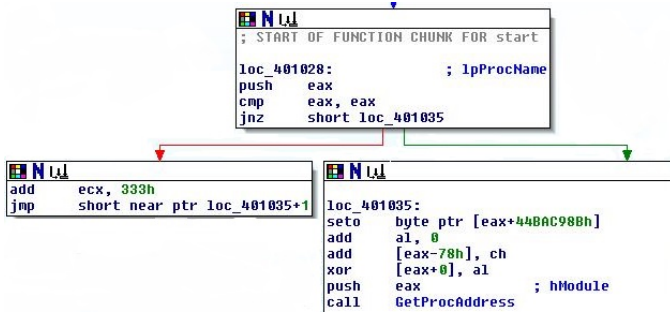 ; START OF FUNCTION CHUNK FOR start
loc_401028: ; lpProcName
push eax
cmp eax, eax
jnz short loc_401035
add ecx, 333h
jmp short near ptr loc_401035+1
loc_401035:
seto byte ptr [eax+44BAC98Bh]
add al, 0
add [eax-78h], ch
xor [eax+0], al
push eax ; hModule
call GetProcAddress